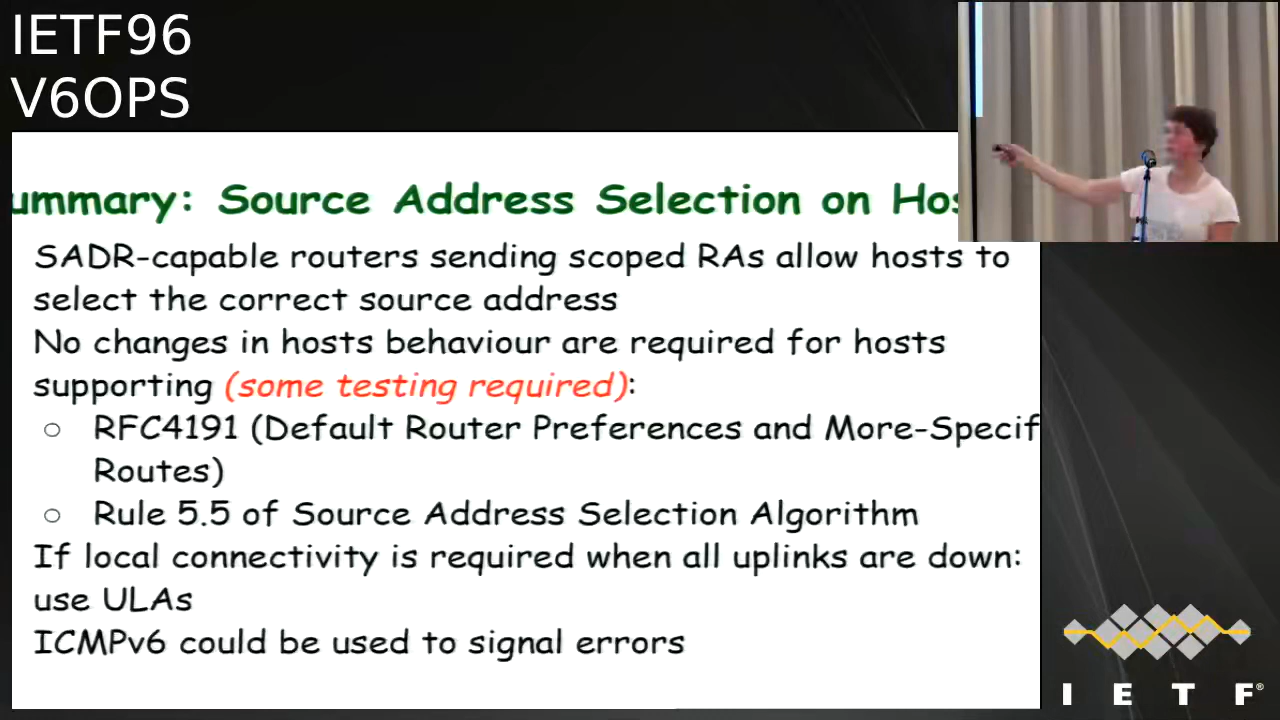 IETF96
V6OPS
ummary: Source Address Selection on Hos
SADR-capable routers sending scoped RAs allow hosts to
select the correct source address
No changes in hosts behaviour are required for hosts
supporting (some testing required):
○ RFC4191 (Default Router Preferences and More-Specif
Routes)
○ Rule 5.5 of Source Address Selection Algorithm
If local connectivity is required when all uplinks are down:
use ULAs
ICMPv6 could be used to signal errors
I E T F®